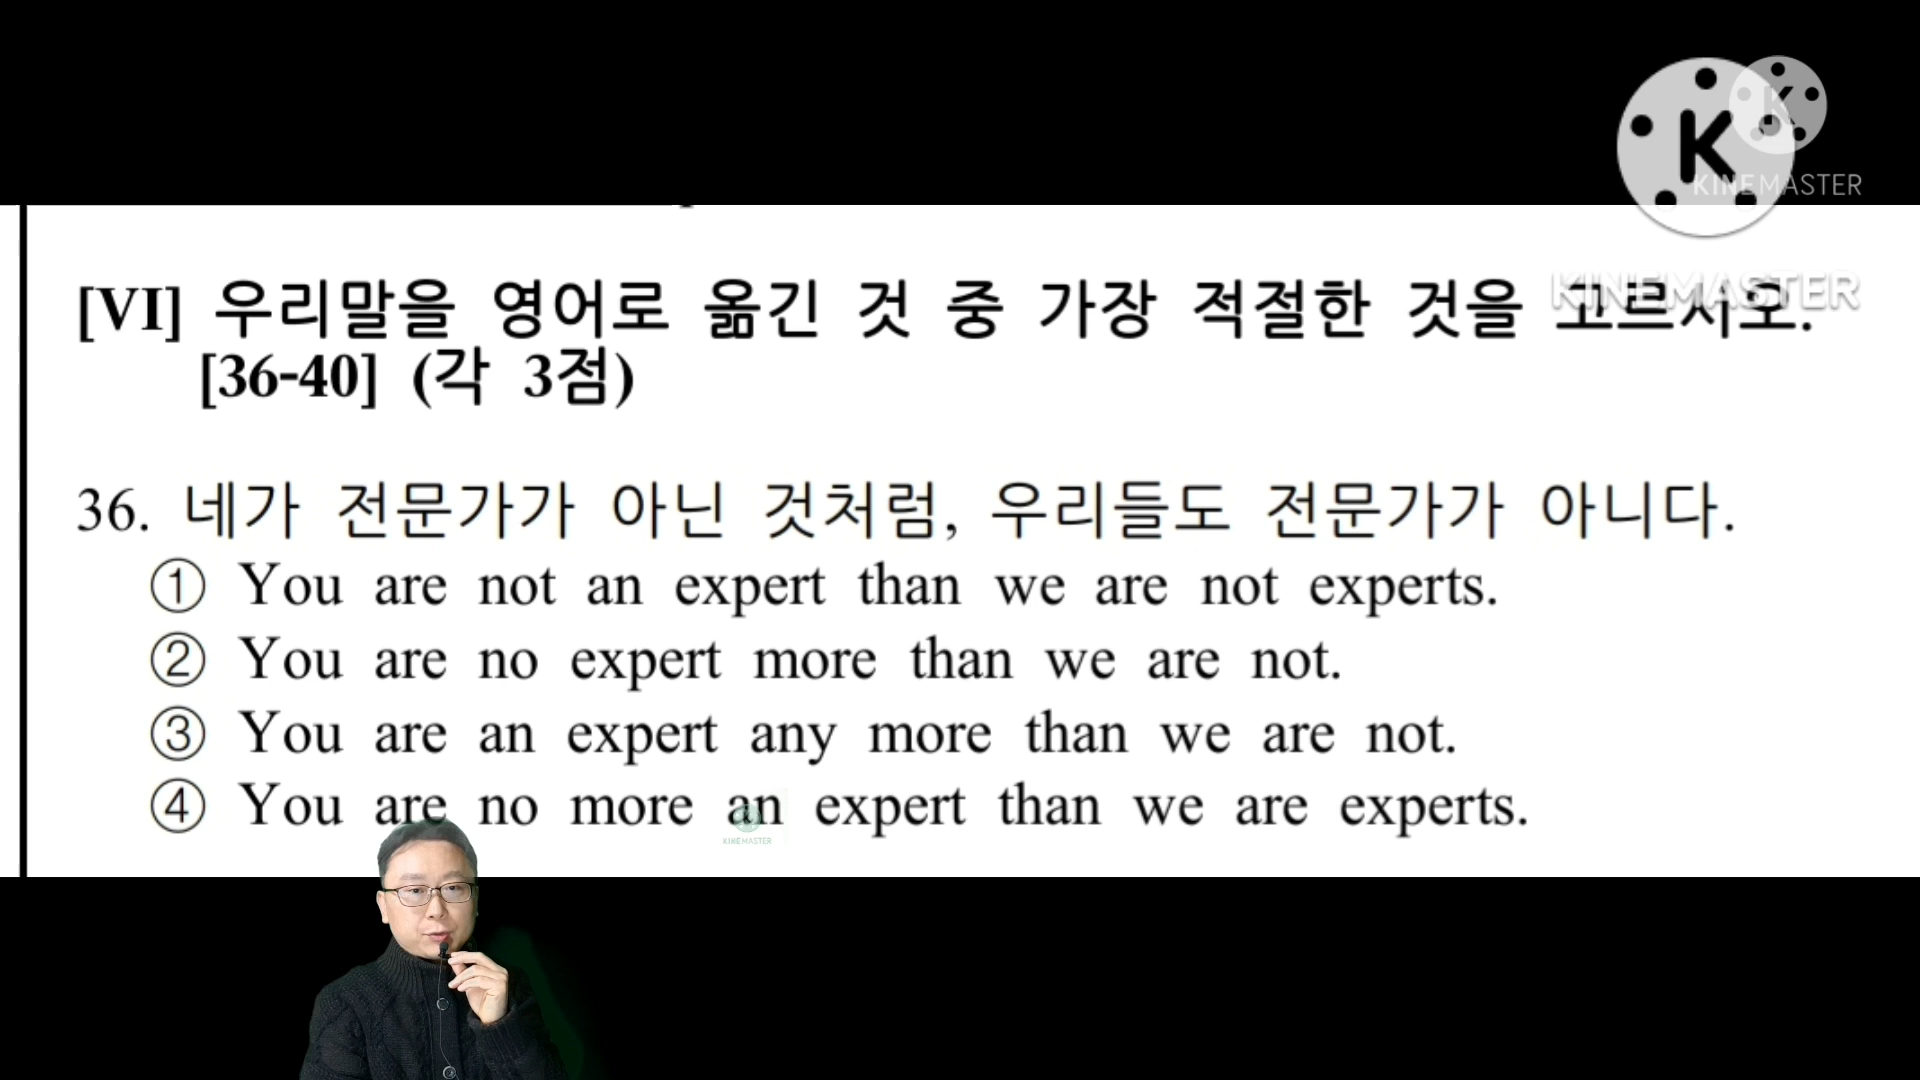 K
K
KINEMASTER
KINEMASTER
[VI] 우리말을 영어로 옮긴 것 중 가장 적절한 것을 고르시오.
[36-40] (각 3점)
36. 네가 전문가가 아닌 것처럼, 우리들도 전문가가 아니다.
① You are not an expert than we are not experts.
② You are no expert more than we are not.
③ You are an expert any more than we are not.
④ You are no more an expert than we are experts.
KINEMASTER